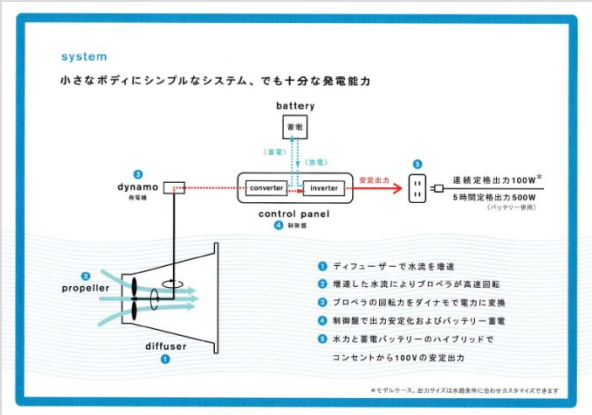 system
小さなボディにシンプルなシステム、でも十分な発電能力
battery
蓄電
(蓄電)
(放電)
3
dynamo
発電機
converter
inverter
安定出力
5
連続定格出力100W*
5時間定格出力500W
(バッテリー併用)
control panel
4 制御盤
3
propeller
diffuser
1
1 ディフューザーで水流を増速
2 増速した水流によりプロペラが高速回転
3 プロペラの回転力をダイナモで電力に変換
4 制御盤で出力安定化およびバッテリー蓄電
5 水力と蓄電バッテリーのハイブリッドで
コンセントから100Vの安定出力
*モデルケース。出力サイズは水路条件に合わせカスタマイズできます